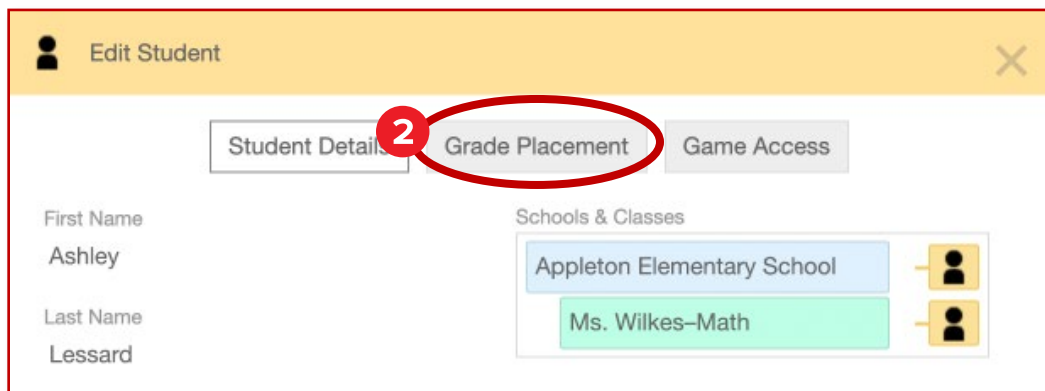 Edit Student
Student Details 2 Grade Placement Game Access
First Name
Ashley
Last Name
Lessard
Schools & Classes
Appleton Elementary School
Ms. Wilkes–Math